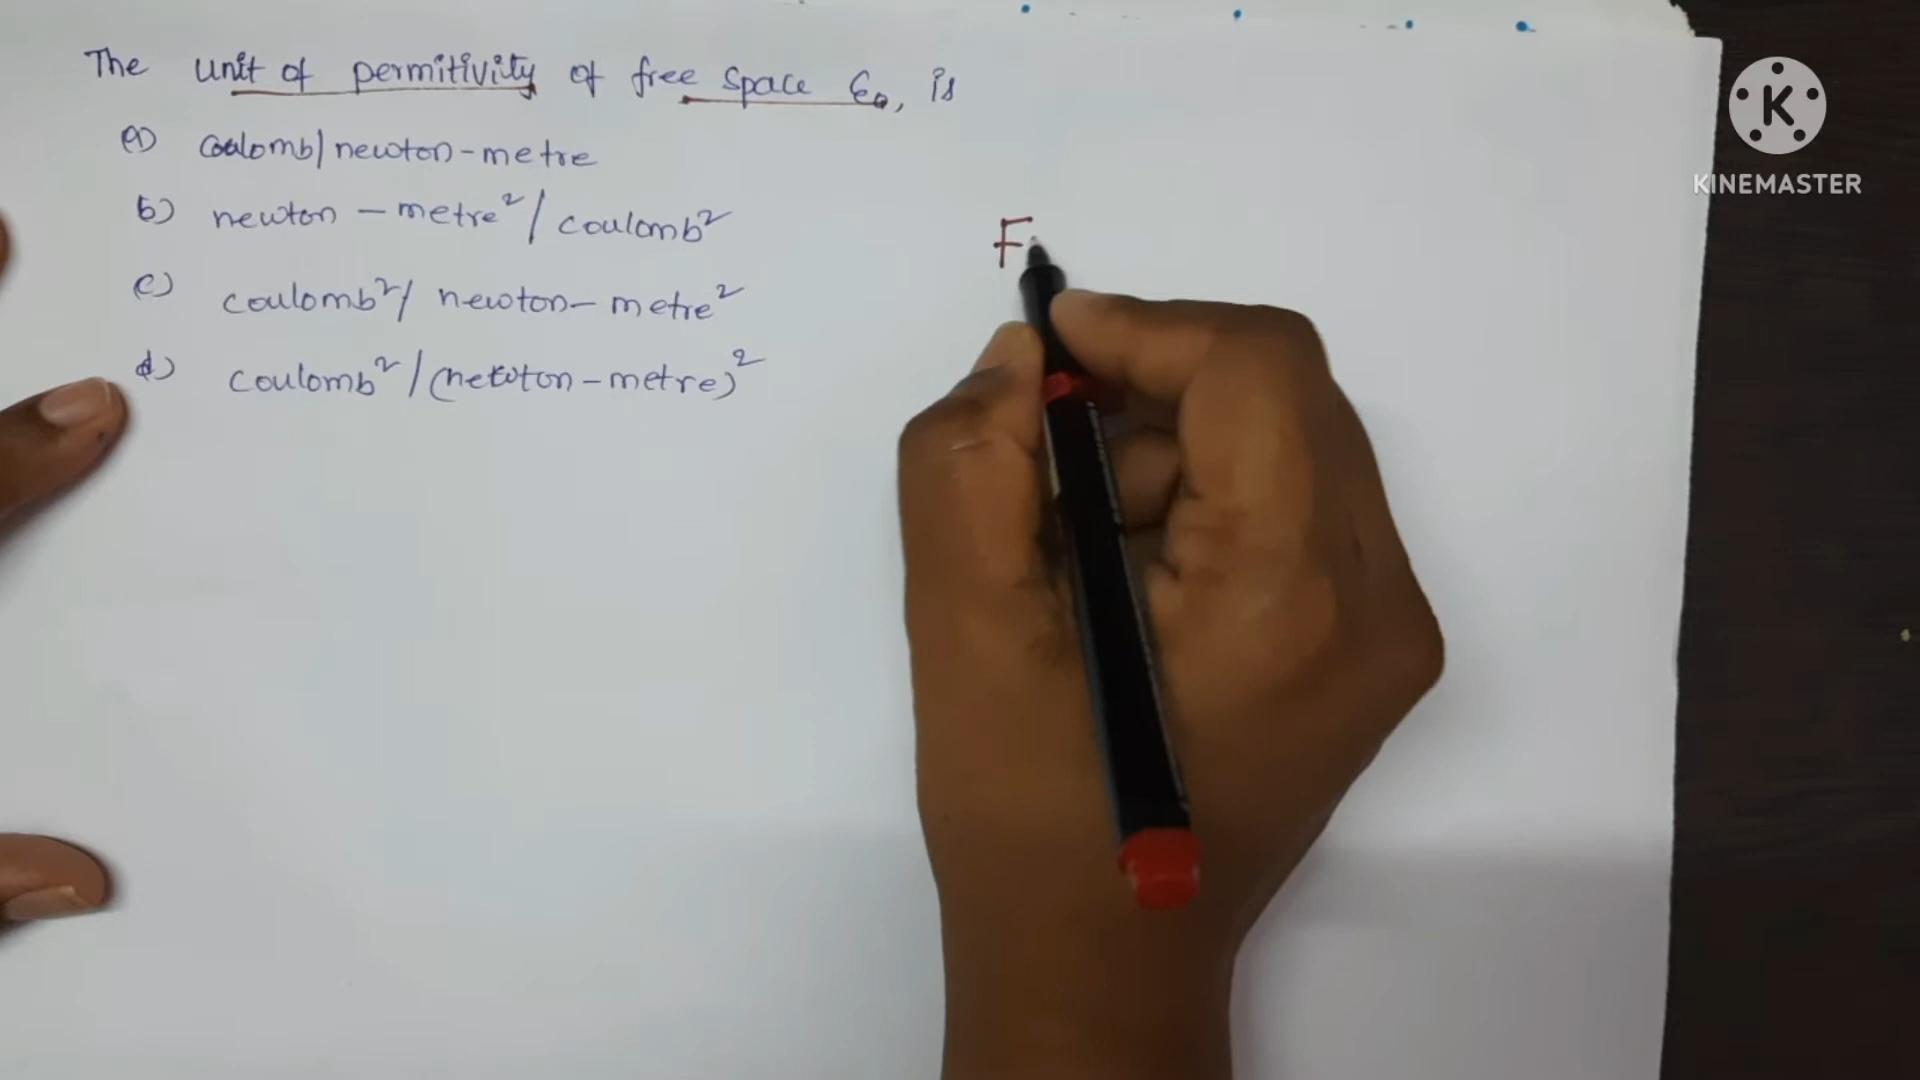 The unit of permitivity of free space ϵ₀, is
a) coulomb/newton-metre
b) newton-metre²/coulomb²
c) coulomb²/newton-metre²
d) coulomb²/(newton-metre)²
F
K
KINEMASTER